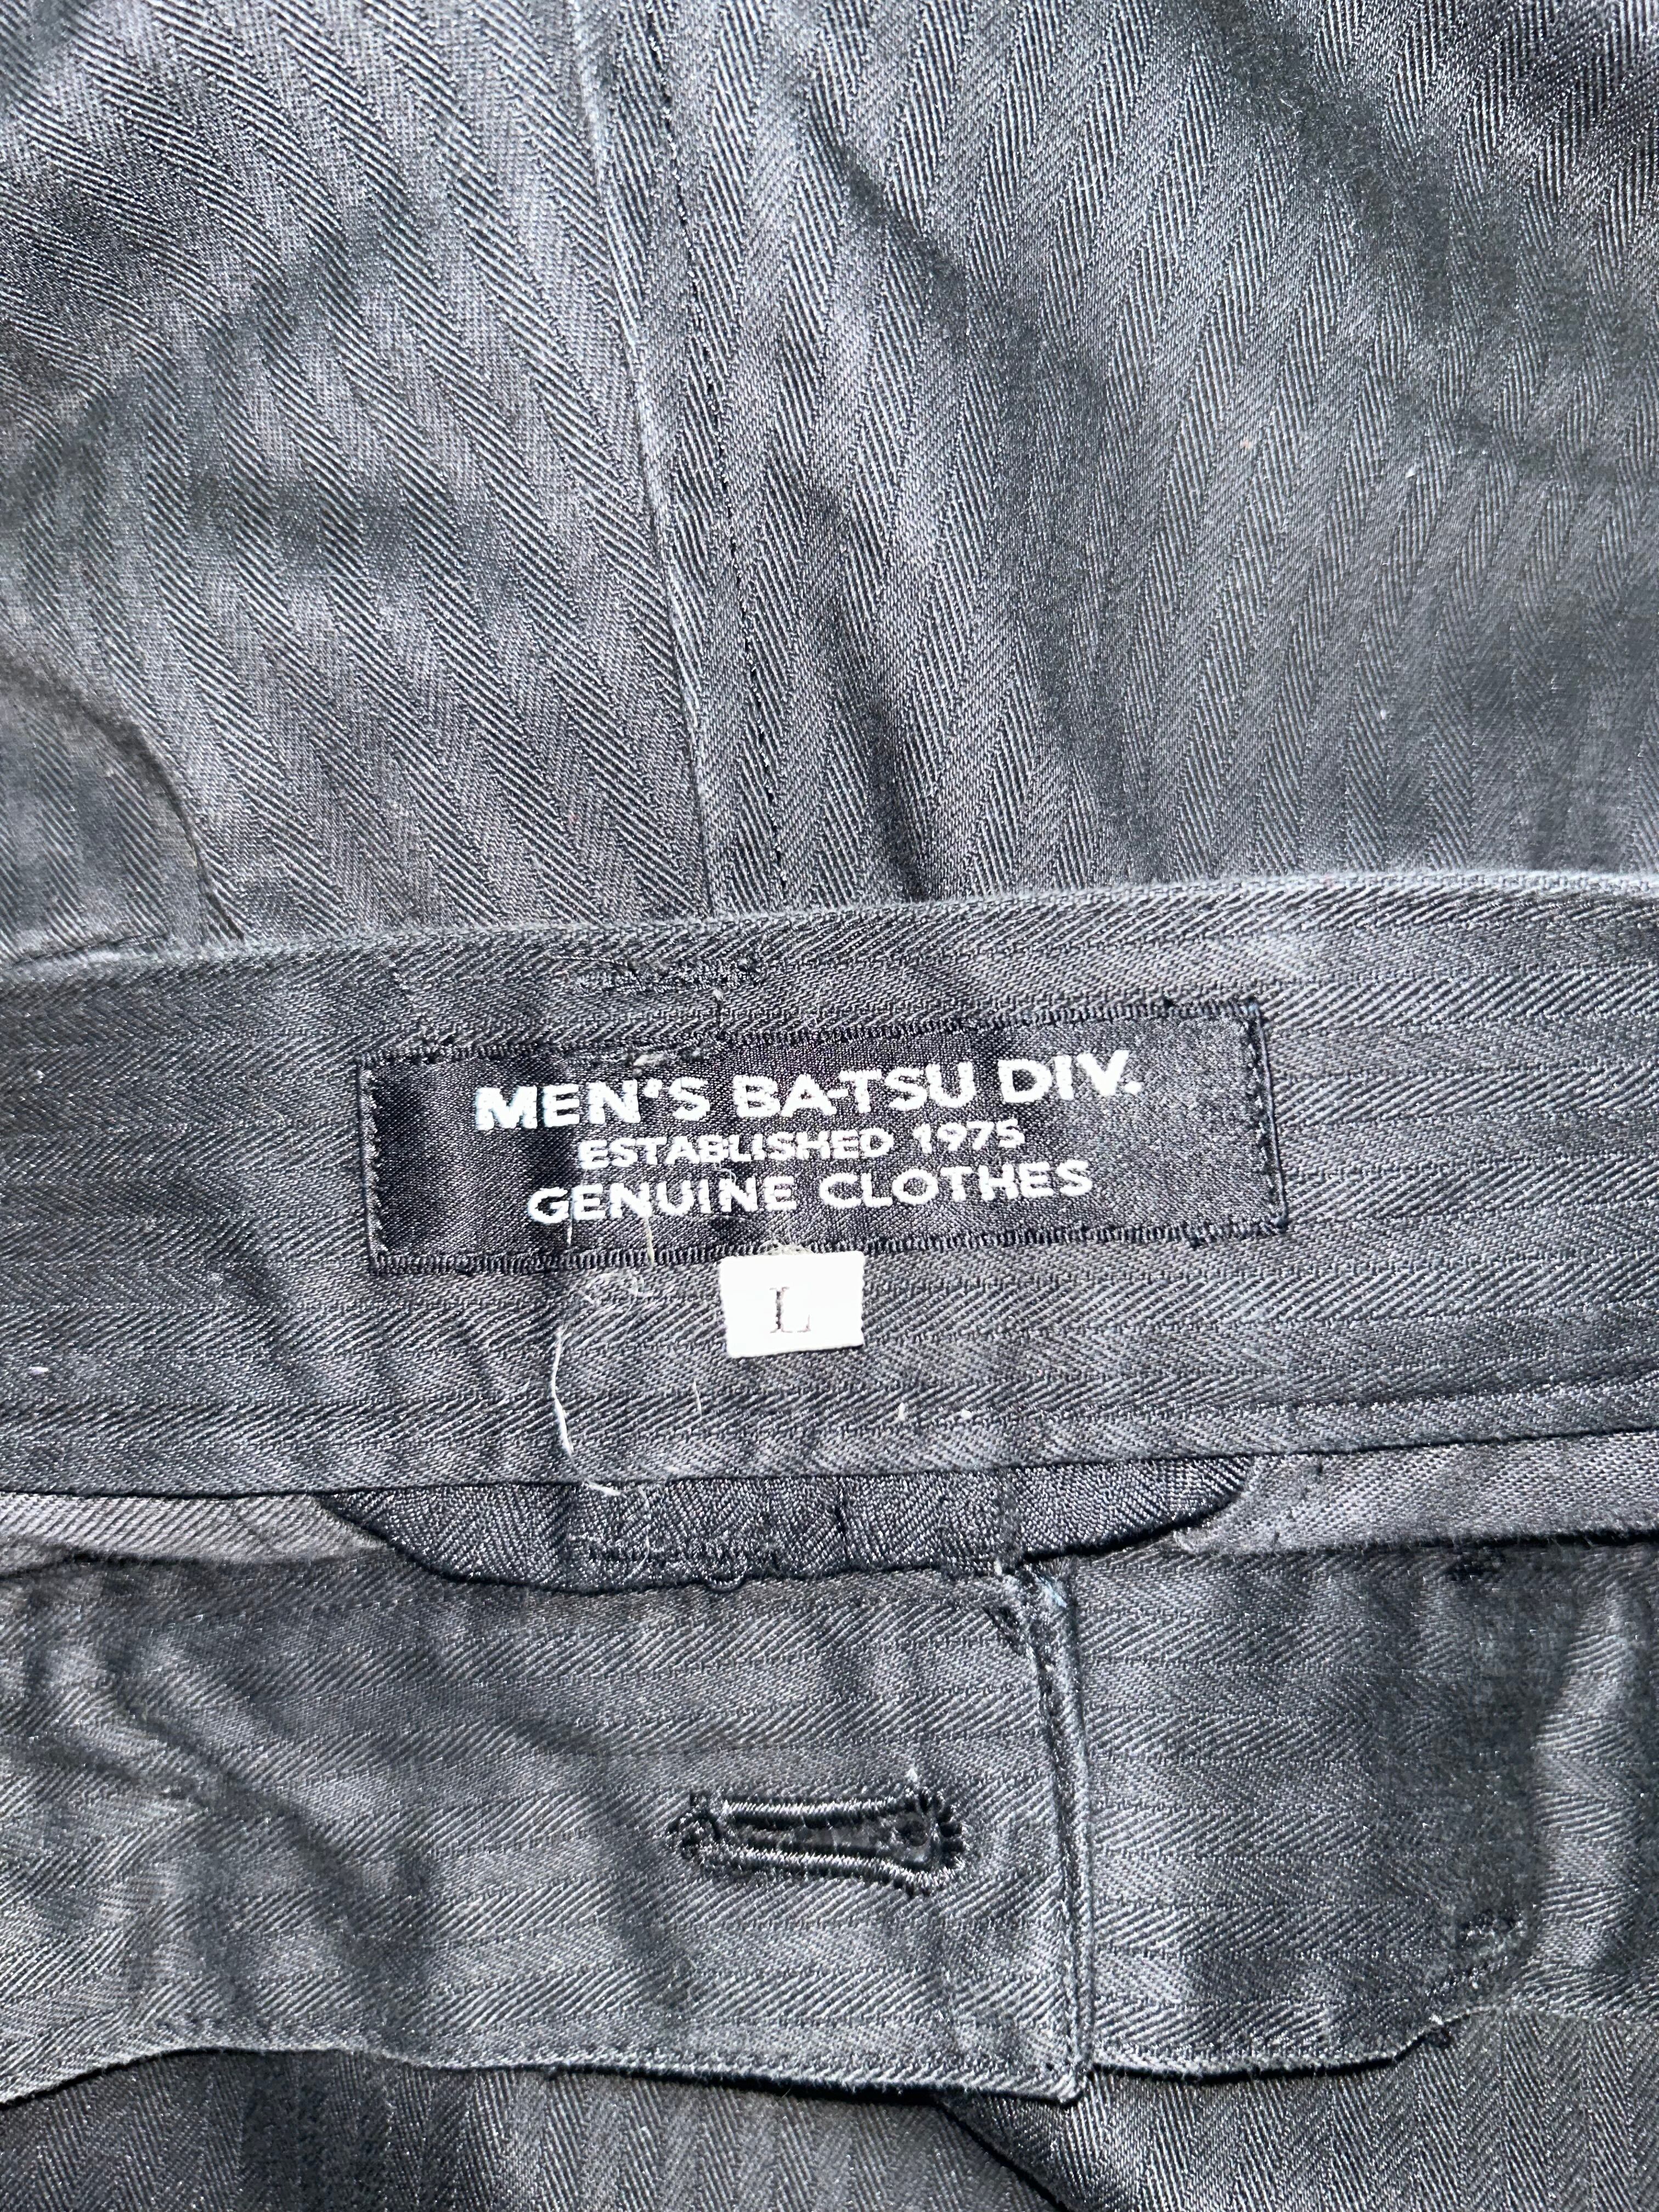 MEN'S BA-TSU DIV.
ESTABLISHED 1975
GENUINE CLOTHES
L